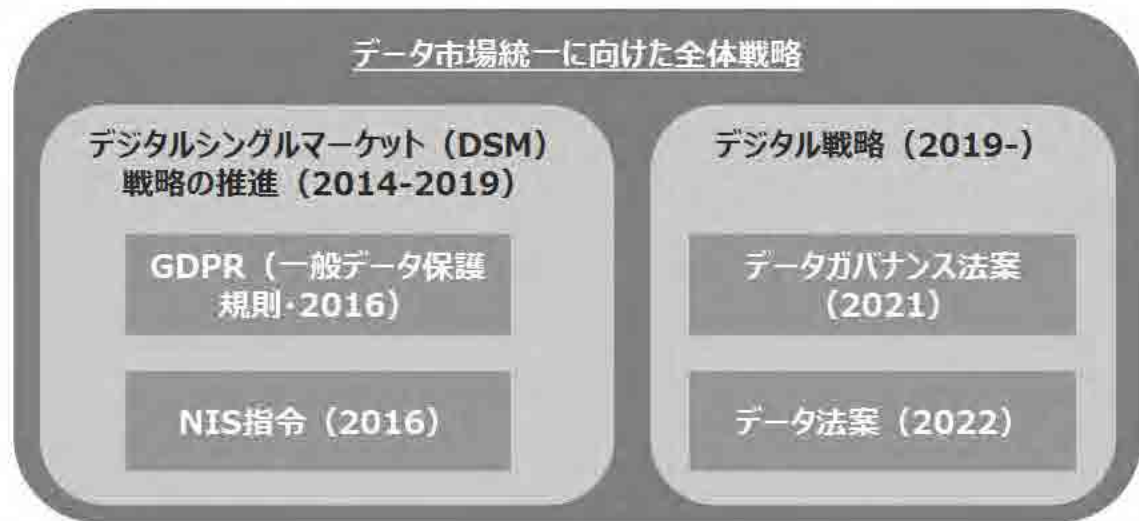 データ市場統一に向けた全体戦略
デジタルシングルマーケット（DSM）
戦略の推進（2014-2019）
GDPR（一般データ保護
規則・2016）
NIS指令（2016）
デジタル戦略（2019-）
データガバナンス法案
（2021）
データ法案（2022）